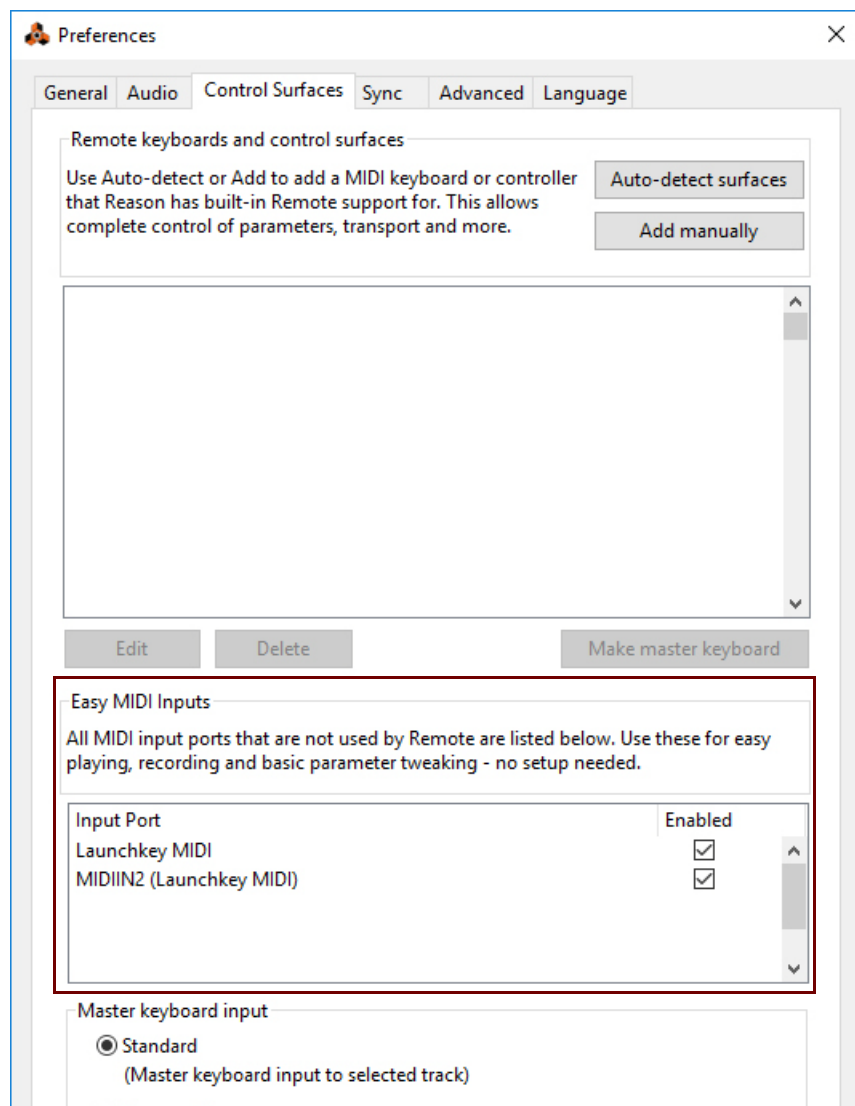 Preferences
General Audio Control Surfaces Sync Advanced Language
Remote keyboards and control surfaces
Use Auto-detect or Add to add a MIDI keyboard or controller
that Reason has built-in Remote support for. This allows
complete control of parameters, transport and more.
Auto-detect surfaces
Add manually
Edit Delete Make master keyboard
Easy MIDI Inputs
All MIDI input ports that are not used by Remote are listed below. Use these for easy
playing, recording and basic parameter tweaking - no setup needed.
Input Port Enabled
Launchkey MIDI
MIDIIN2 (Launchkey MIDI)
Master keyboard input
Standard
(Master keyboard input to selected track)